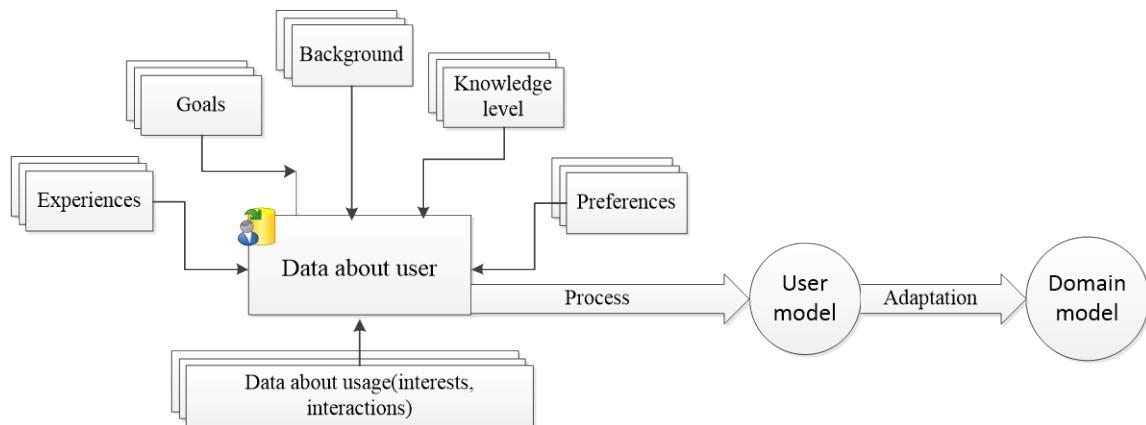 Background
Knowledge
level
Goals
Experiences
Preferences
Data about user
Process
User
model
Adaptation
Domain
model
Data about usage(interests,
interactions)